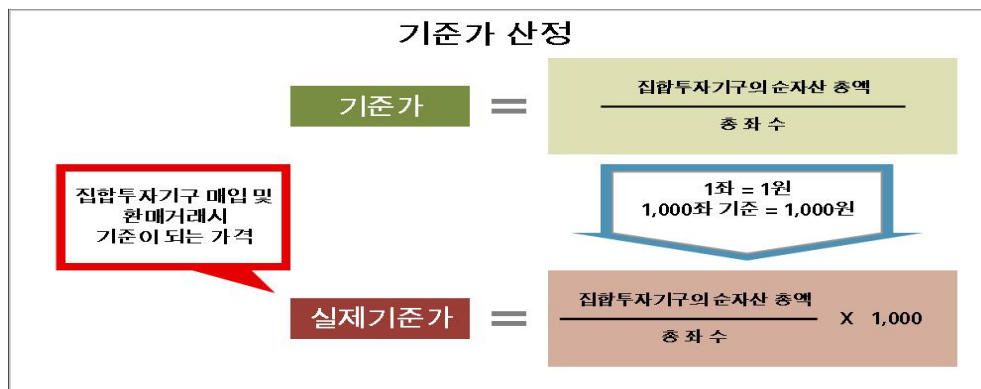 기준가 산정
기준가
=
집합투자기구의 순자산 총액
총 좌 수
집합투자기구 매입 및
환매거래시
기준이 되는 가격
1좌 = 1원
1,000좌 기준 = 1,000원
실제기준가
=
집합투자기구의 순자산 총액
총 좌 수
X 1,000